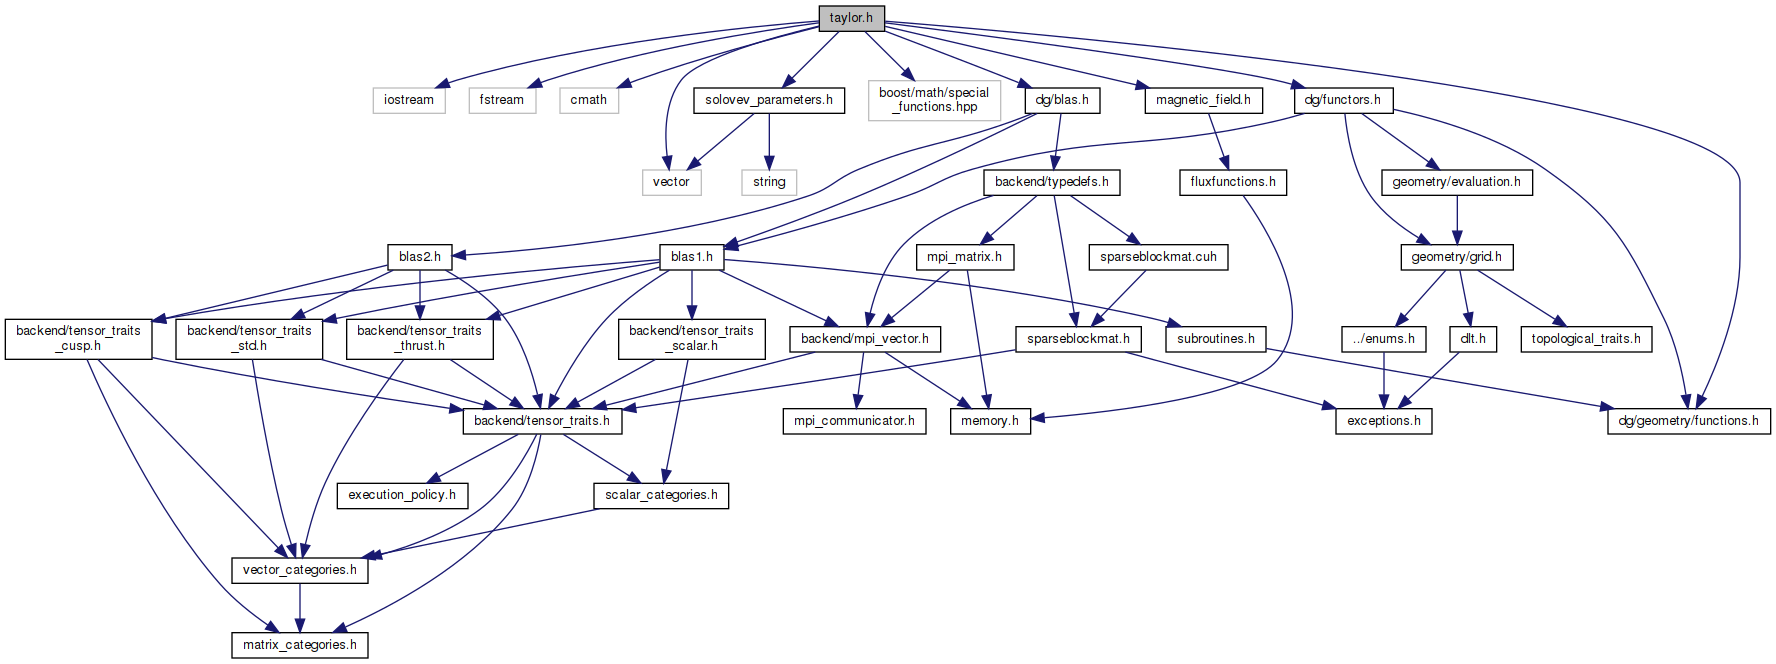 taylor.h
iostream
fstream
cmath
solovev_parameters.h
boost/math/special
_functions.hpp
dg/blas.h
magnetic_field.h
dg/functors.h
vector
string
backend/typedefs.h
fluxfunctions.h
geometry/evaluation.h
blas2.h
blas1.h
mpi_matrix.h
sparseblockmat.cuh
geometry/grid.h
backend/tensor_traits
_cusp.h
backend/tensor_traits
_std.h
backend/tensor_traits
_thrust.h
backend/tensor_traits
_scalar.h
backend/mpi_vector.h
sparseblockmat.h
subroutines.h
../enums.h
dlt.h
topological_traits.h
backend/tensor_traits.h
mpi_communicator.h
memory.h
exceptions.h
dg/geometry/functions.h
execution_policy.h
scalar_categories.h
vector_categories.h
matrix_categories.h